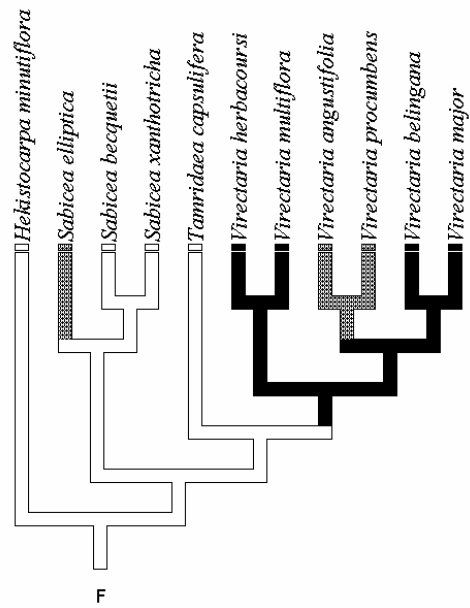 Hekistocarpa minutiflora
Sabicea elliptica
Sabicea becquetii
Sabicea xanthotricha
Tamridaea capsulifera
Virectaria herbacoursi
Virectaria multiflora
Virectaria angustifolia
Virectaria procumbens
Virectaria belingana
Virectaria major
F